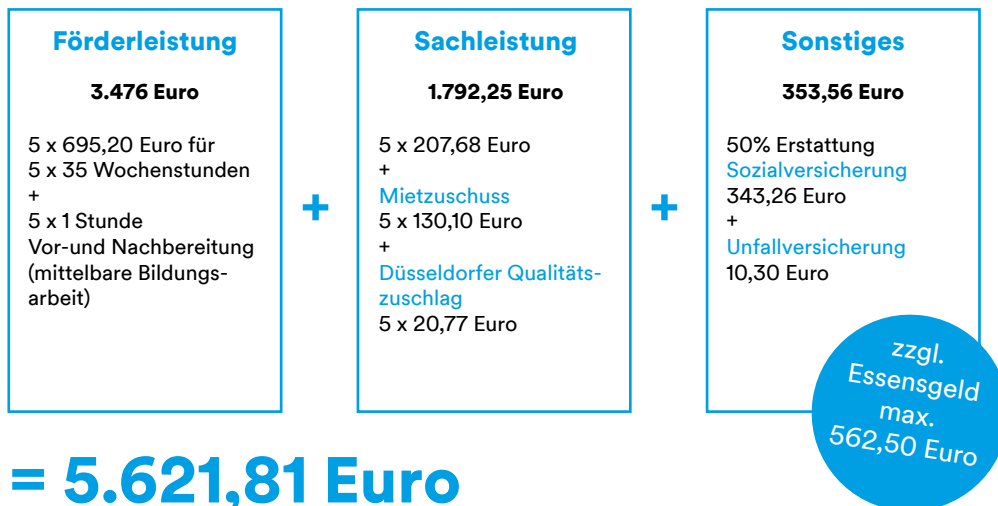 Förderleistung
3.476 Euro
5 x 695,20 Euro für
5 x 35 Wochenstunden
+
5 x 1 Stunde
Vor-und Nachbereitung
(mittelbare Bildungs-
arbeit)
+
Sachleistung
1.792,25 Euro
5 x 207,68 Euro
+
Mietzuschuss
5 x 130,10 Euro
+
Düsseldorfer Qualitäts-
zuschlag
5 x 20,77 Euro
+
Sonstiges
353,56 Euro
50% Erstattung
Sozialversicherung
343,26 Euro
+
Unfallversicherung
10,30 Euro
zzgl.
Essensgeld
max.
562,50 Euro
= 5.621,81 Euro